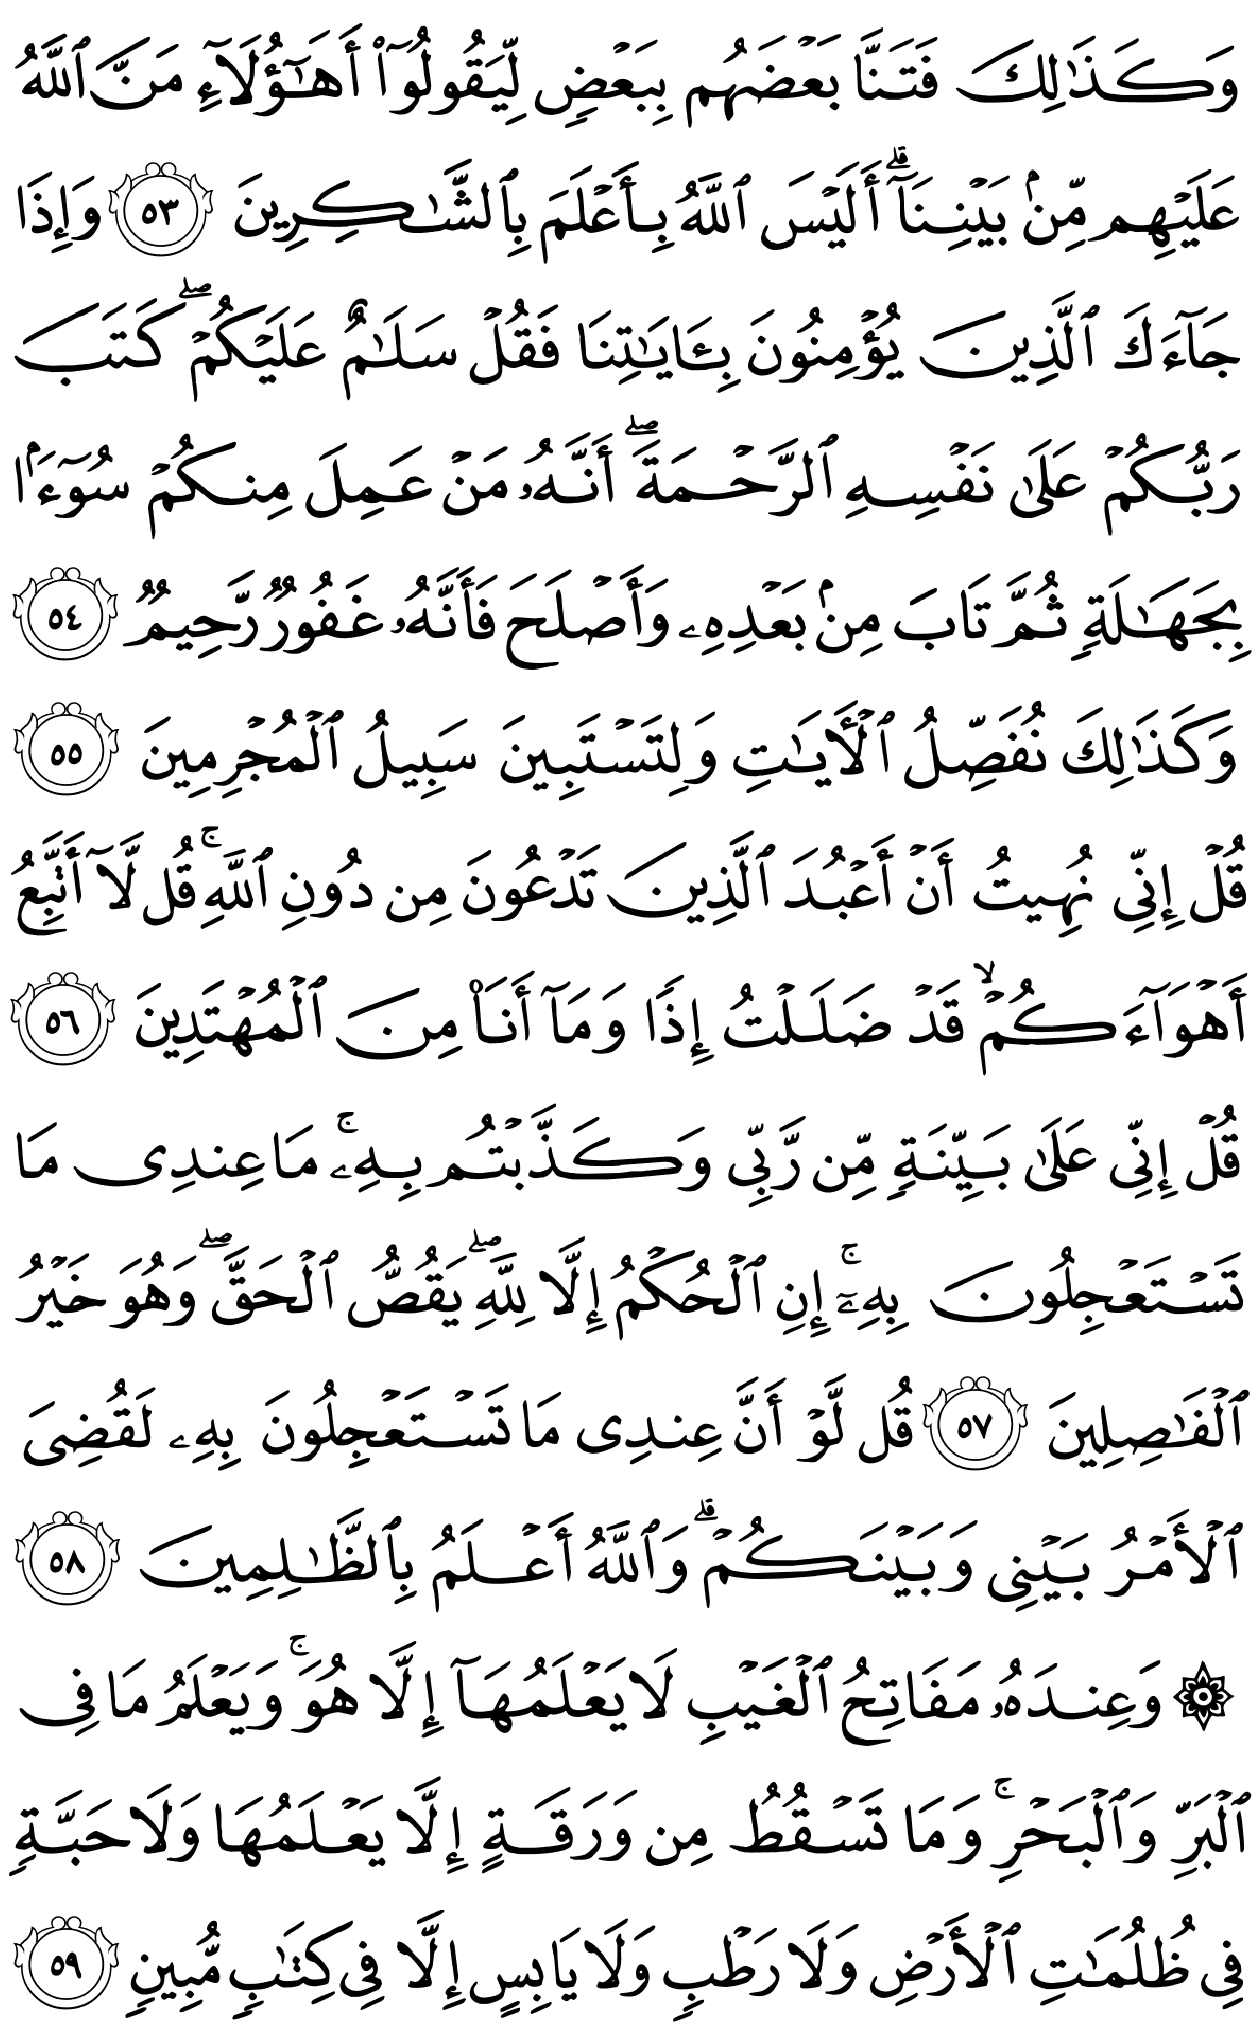 وَكَذَٰلِكَ فَتَنَّا بَعْضَهُم بِبَعْضٍ لِّيَقُولُوٓا۟ أَهَـٰٓؤُلَآءِ مَنَّ ٱللَّهُ
عَلَيْهِم مِّنۢ بَيْنِنَآ ۗ أَلَيْسَ ٱللَّهُ بِأَعْلَمَ بِٱلشَّـٰكِرِينَ ٥٣ وَإِذَا
جَآءَكَ ٱلَّذِينَ يُؤْمِنُونَ بِـَٔايَـٰتِنَا فَقُلْ سَلَـٰمٌ عَلَيْكُمْ ۖ كَتَبَ
رَبُّكُمْ عَلَىٰ نَفْسِهِ ٱلرَّحْمَةَ ۖ أَنَّهُۥ مَنْ عَمِلَ مِنكُمْ سُوٓءًۢا
بِجَهَـٰلَةٍ ثُمَّ تَابَ مِنۢ بَعْدِهِۦ وَأَصْلَحَ فَأَنَّهُۥ غَفُورٌ رَّحِيمٌ ٥٤
وَكَذَٰلِكَ نُفَصِّلُ ٱلْـَٔايَـٰتِ وَلِتَسْتَبِينَ سَبِيلُ ٱلْمُجْرِمِينَ ٥٥
قُلْ إِنِّى نُهِيتُ أَنْ أَعْبُدَ ٱلَّذِينَ تَدْعُونَ مِن دُونِ ٱللَّهِ ۚ قُل لَّآ أَتَّبِعُ
أَهْوَآءَكُمْ ۙ قَدْ ضَلَلْتُ إِذًا وَمَآ أَنَا۠ مِنَ ٱلْمُهْتَدِينَ ٥٦
قُلْ إِنِّى عَلَىٰ بَيِّنَةٍ مِّن رَّبِّى وَكَذَّبْتُم بِهِۦ ۚ مَا عِندِى مَا
تَسْتَعْجِلُونَ بِهِۦٓ ۚ إِنِ ٱلْحُكْمُ إِلَّا لِلَّهِ ۖ يَقُصُّ ٱلْحَقَّ ۖ وَهُوَ خَيْرُ
ٱلْفَـٰصِلِينَ ٥٧ قُل لَّوْ أَنَّ عِندِى مَا تَسْتَعْجِلُونَ بِهِۦ لَقُضِىَ
ٱلْأَمْرُ بَيْنِى وَبَيْنَكُمْ ۗ وَٱللَّهُ أَعْلَمُ بِٱلظَّـٰلِمِينَ ٥٨
۞ وَعِندَهُۥ مَفَاتِحُ ٱلْغَيْبِ لَا يَعْلَمُهَآ إِلَّا هُوَ ۚ وَيَعْلَمُ مَا فِى
ٱلْبَرِّ وَٱلْبَحْرِ ۚ وَمَا تَسْقُطُ مِن وَرَقَةٍ إِلَّا يَعْلَمُهَا وَلَا حَبَّةٍ
فِى ظُلُمَـٰتِ ٱلْأَرْضِ وَلَا رَطْبٍ وَلَا يَابِسٍ إِلَّا فِى كِتَـٰبٍ مُّبِينٍ ٥٩